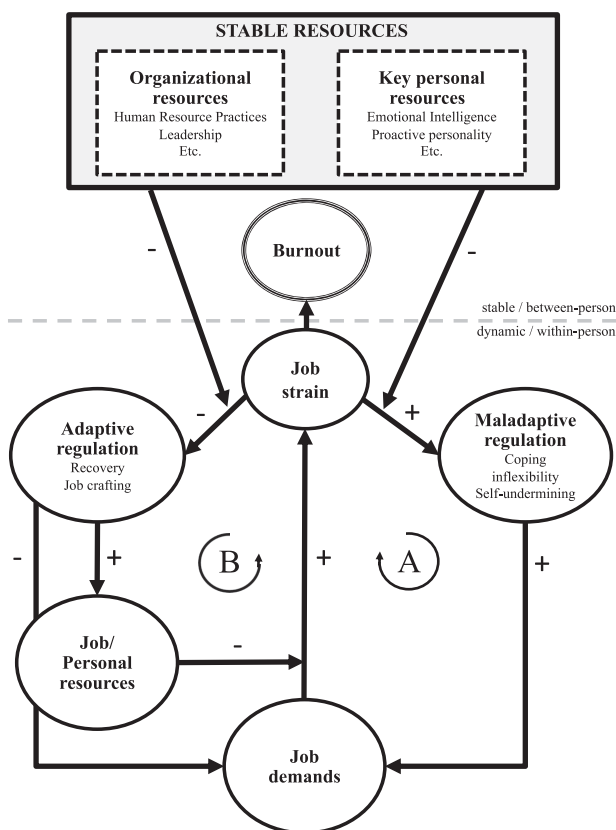 STABLE RESOURCES
Organizational
resources
Human Resource Practices
Leadership
Etc.
Key personal
resources
Emotional Intelligence
Proactive personality
Etc.
-
-
Burnout
stable / between-person
dynamic / within-person
Job
strain
-
+
Adaptive
regulation
Recovery
Job crafting
Maladaptive
regulation
Coping
inflexibility
Self-undermining
-
+
B
+
A
+
Job/
Personal
resources
-
Job
demands